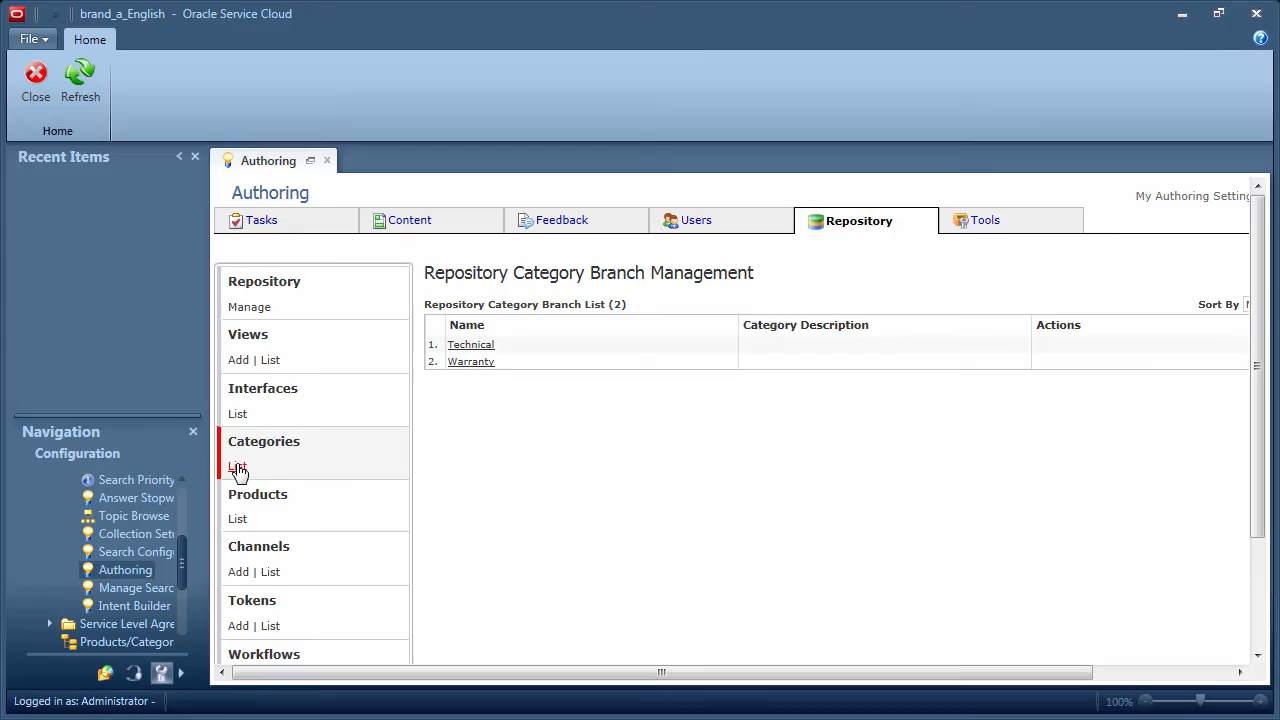 brand_a_English - Oracle Service Cloud
File
Home
Close
Refresh
Home
Recent Items
Authoring
Authoring
My Authoring Setting
Tasks
Content
Feedback
Users
Repository
Tools
Repository
Manage
Views
Add | List
Interfaces
List
Categories
List
Products
List
Channels
Add | List
Tokens
Add | List
Workflows
Repository Category Branch Management
Repository Category Branch List (2)
Sort By
Name
Category Description
Actions
1. Technical
2. Warranty
Navigation
Configuration
Search Priority
Answer Stopw
Topic Browse
Collection Setu
Search Config
Authoring
Manage Searc
Intent Builder
Service Level Agre
Products/Categor
Logged in as: Administrator -
100%